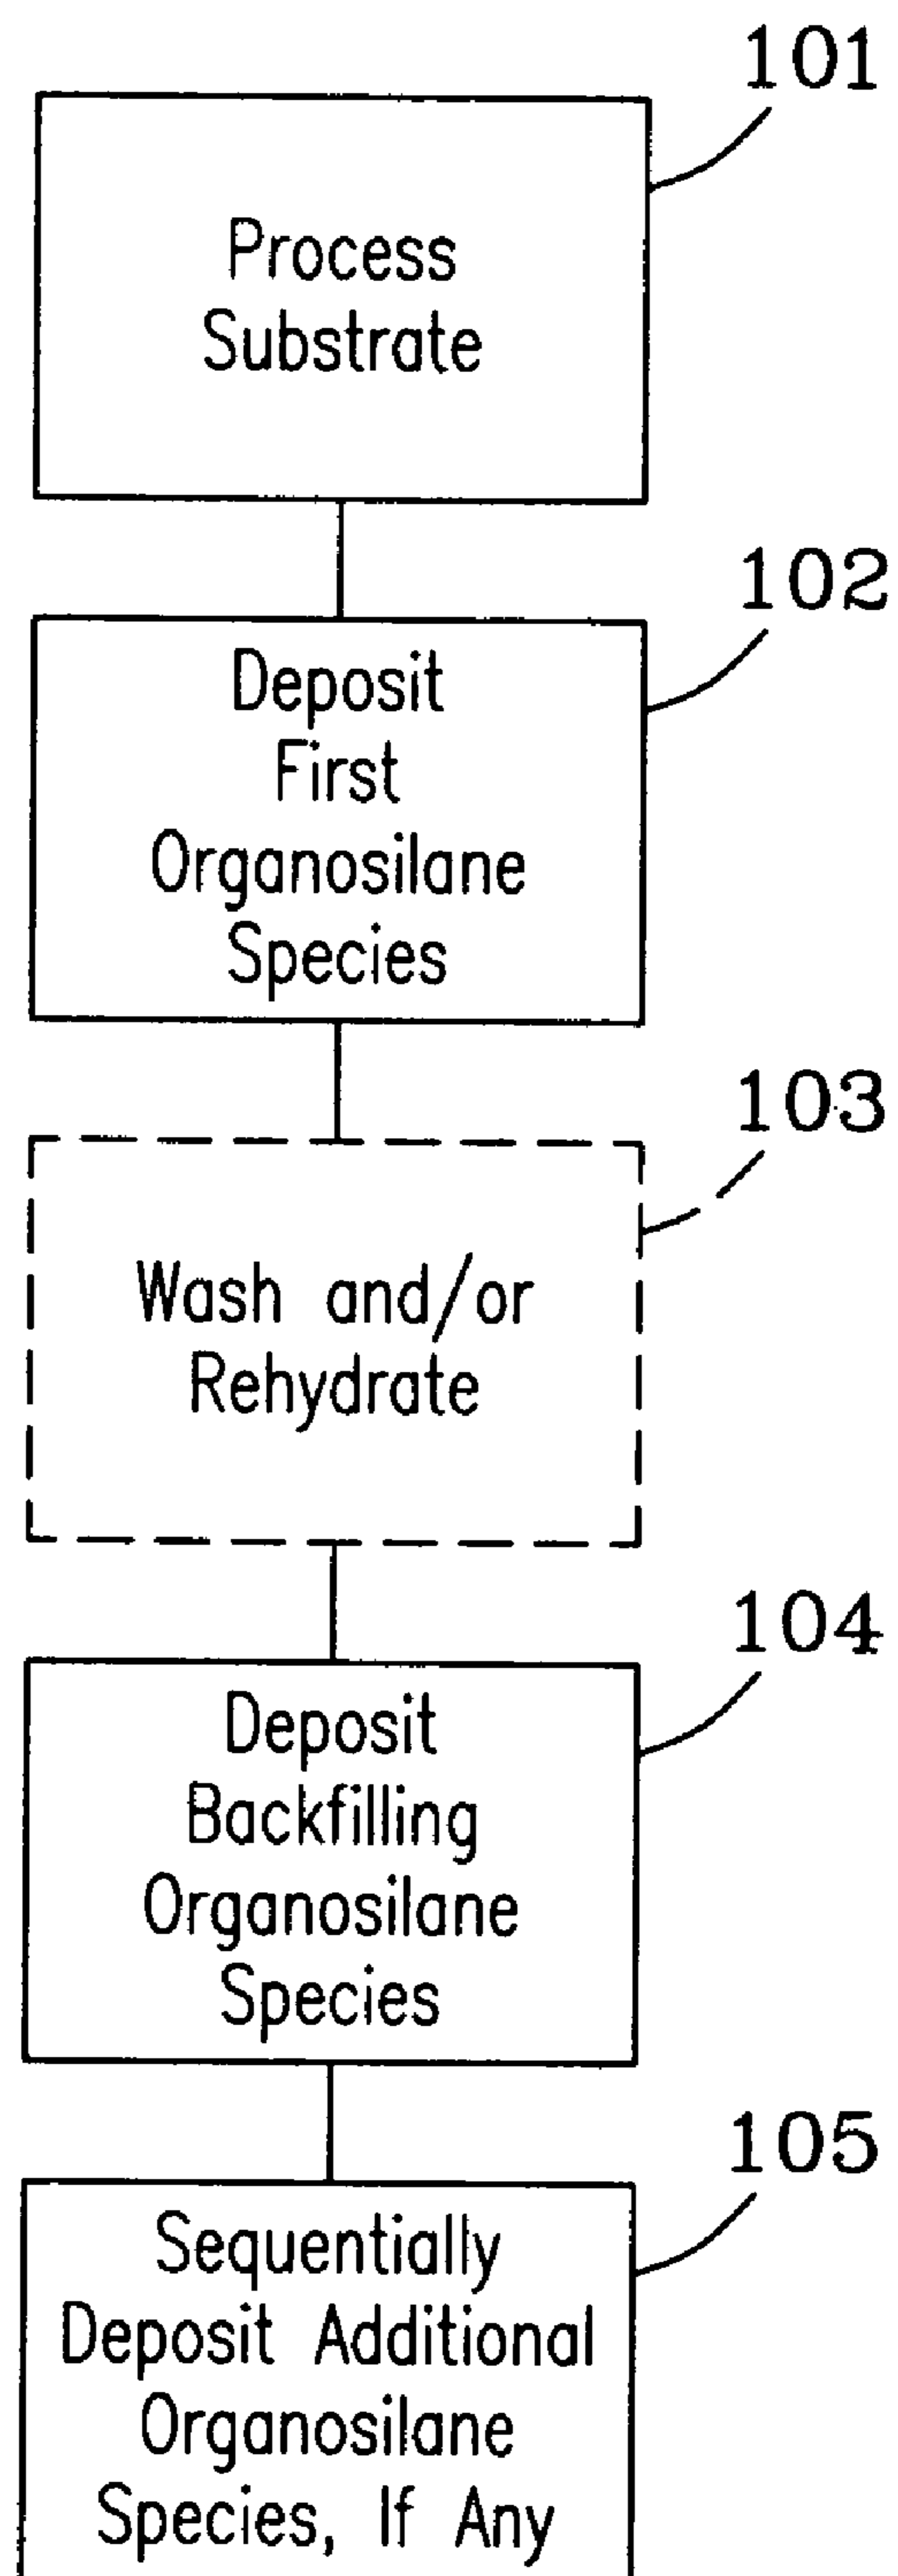 101
Process
Substrate
102
Deposit
First
Organosilane
Species
103
Wash and/or
Rehydrate
104
Deposit
Backfilling
Organosilane
Species
105
Sequentially
Deposit Additional
Organosilane
Species, If Any